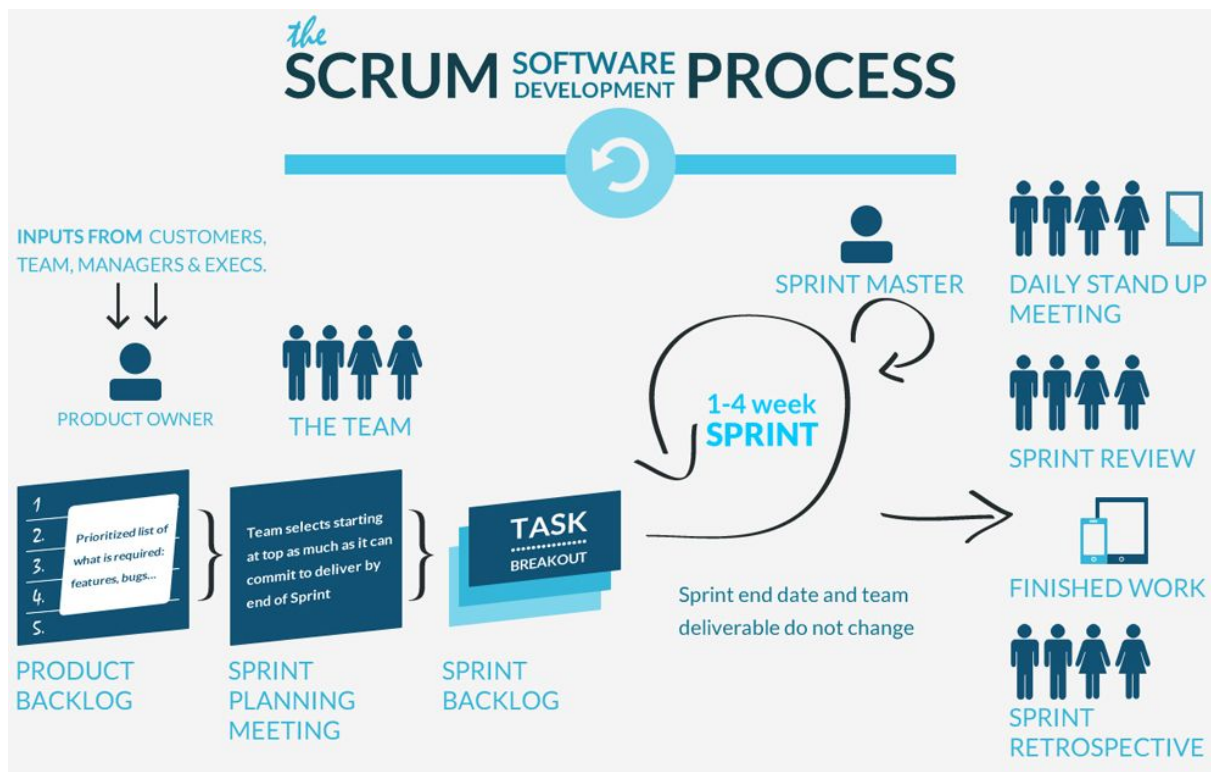 the
SCRUM SOFTWARE DEVELOPMENT PROCESS
INPUTS FROM CUSTOMERS,
TEAM, MANAGERS & EXECS.
PRODUCT OWNER
THE TEAM
SPRINT MASTER
1-4 week
SPRINT
1
2.
3.
4.
5.
Prioritized list of
what is required:
features, bugs...
PRODUCT
BACKLOG
Team selects starting
at top as much as it can
commit to deliver by
end of Sprint
SPRINT
PLANNING
MEETING
TASK
BREAKOUT
SPRINT
BACKLOG
Sprint end date and team
deliverable do not change
DAILY STAND UP
MEETING
SPRINT REVIEW
FINISHED WORK
SPRINT
RETROSPECTIVE